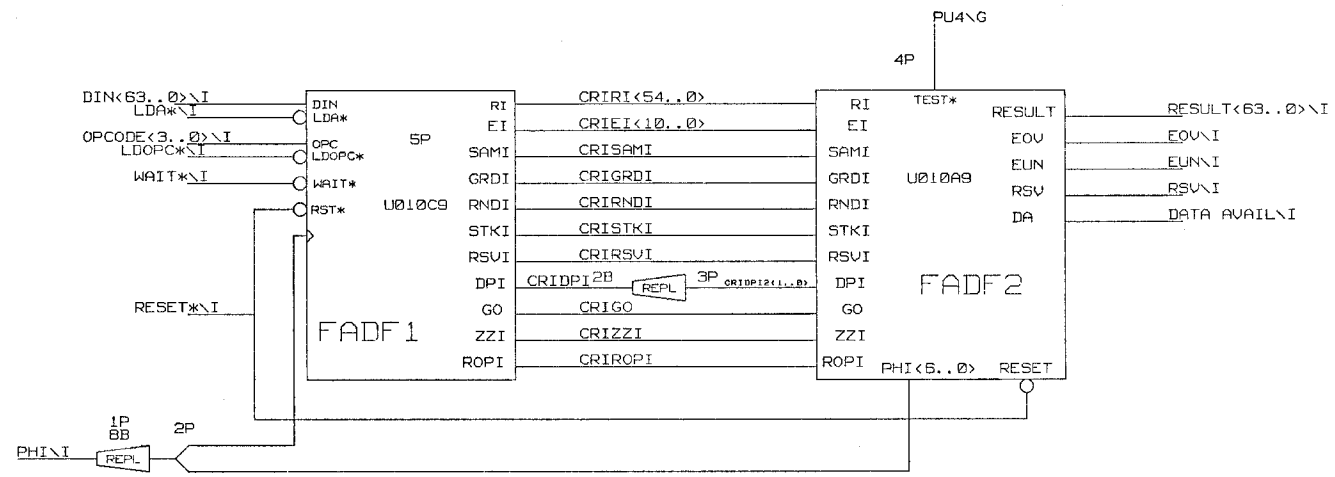 PU4\G
4P
DIN<63..0>\I
LDA*\I
OPCODE<3..0>\I
LDOPC*\I
WAIT*\I
RESET*\I
DIN
LDA*
OPC
LDOPC*
WAIT*
RST*
5P
U010C9
FADF1
RI
EI
SAMI
GRDI
RNDI
STKI
RSVI
DPI
GO
ZZI
ROPI
CRIRI<54..0>
CRIEI<10..0>
CRISAMI
CRIGRDI
CRIRNDI
CRISTKI
CRIRSVI
CRIDPI 2B REPL 3P CRIDPI2<1..0>
CRIGO
CRIZZI
CRIROPI
RI
EI
SAMI
GRDI
RNDI
STKI
RSVI
DPI
GO
ZZI
ROPI
TEST*
U010A9
FADF2
RESULT
EOV
EUN
RSV
DA
PHI<6..0>
RESET
RESULT<63..0>\I
EOV\I
EUN\I
RSV\I
DATA AVAIL\I
1P
8B
2P
PHI\I
REPL